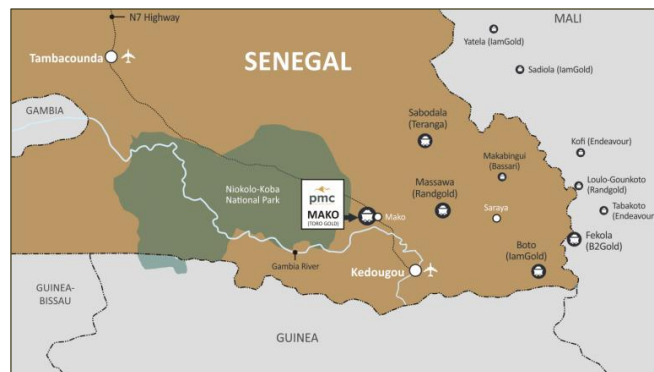 N7 Highway
MALI
Yatela (IamGold)
Tambacounda
SENEGAL
Sadiola (IamGold)
GAMBIA
Sabodala
(Teranga)
Kofi (Endeavour)
Makabingui
(Bassari)
Niokolo-Koba
National Park
pmc
MAKO
(TORO GOLD)
Mako
Massawa
(Randgold)
Loulo-Gounkoto
(Randgold)
Saraya
Tabakoto
(Endeavour
Fekola
(B2Gold)
Boto
(IamGold)
Gambia River
Kedougou
GUINEA-
BISSAU
GUINEA